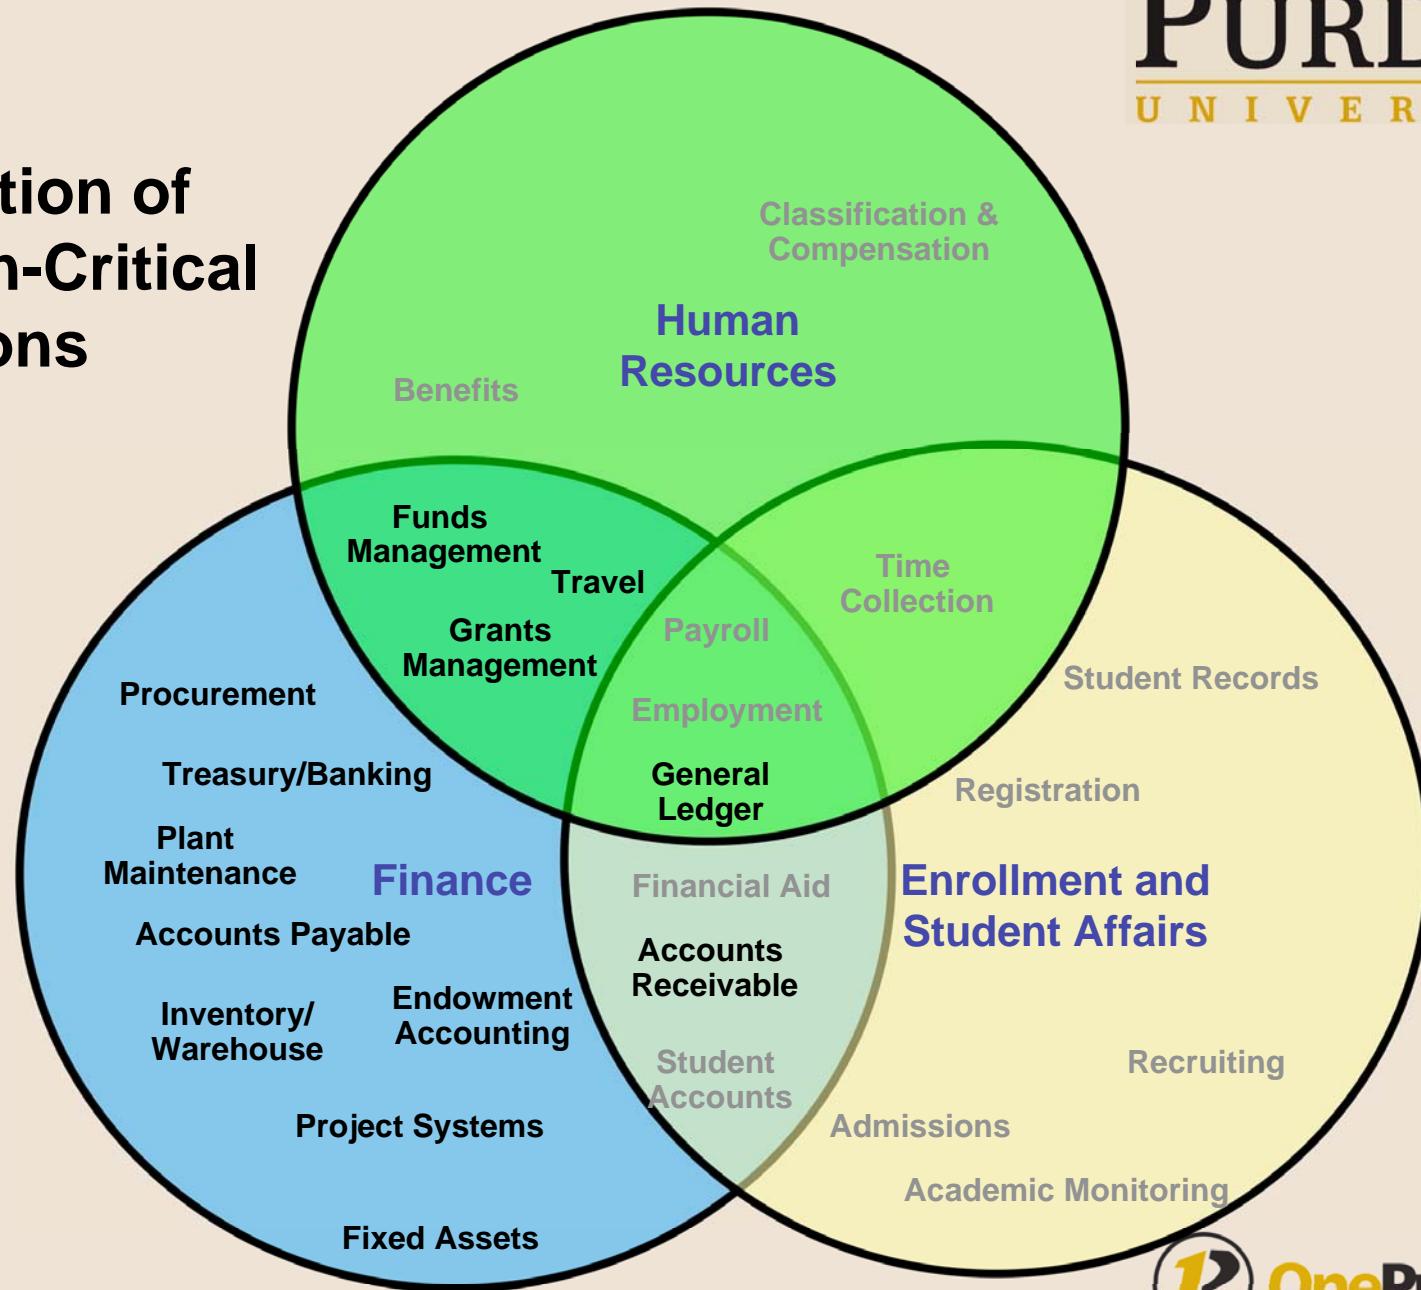 PURD
UNIVER
tion of
n-Critical
ons
Classification &
Compensation
Human
Resources
Benefits
Funds
Management
Travel
Grants
Management
Time
Collection
Payroll
Employment
General
Ledger
Procurement
Treasury/Banking
Plant
Maintenance
Finance
Accounts Payable
Inventory/
Warehouse
Endowment
Accounting
Project Systems
Fixed Assets
Financial Aid
Accounts
Receivable
Student
Accounts
Student Records
Registration
Enrollment and
Student Affairs
Recruiting
Admissions
Academic Monitoring
OnePu